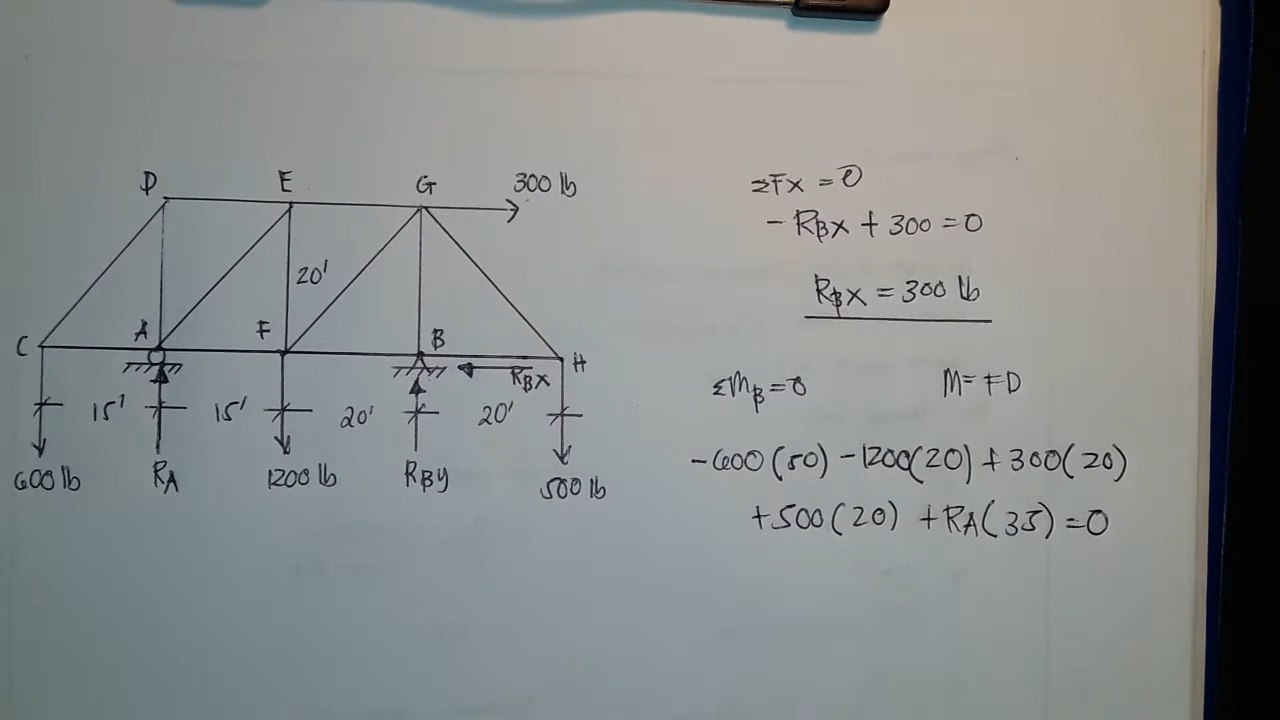 D E G 300 lb
20'
C A F B H
RBX
15' 15' 20' 20'
600 lb RA 1200 lb RBY 500 lb
ΣFX = 0
- RBX + 300 = 0
RBX = 300 lb
ΣMB = 0 M = FD
-600(50) -1200(20) + 300(20)
+500(20) + RA(35) = 0